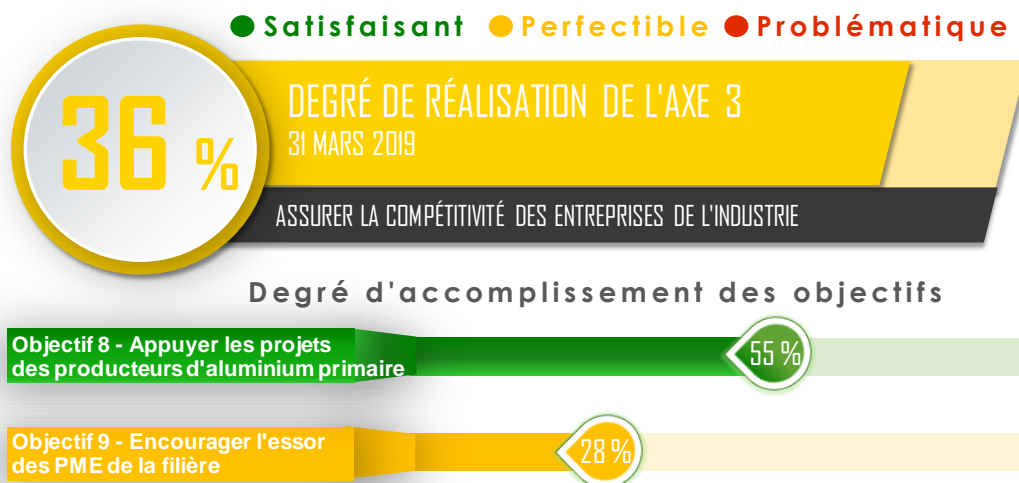 Satisfaisant Perfectible Problématique
36 %
DEGRÉ DE RÉALISATION DE L'AXE 3
31 MARS 2019
ASSURER LA COMPÉTITIVITÉ DES ENTREPRISES DE L'INDUSTRIE
Degré d'accomplissement des objectifs
Objectif 8 - Appuyer les projets
des producteurs d'aluminium primaire
55 %
Objectif 9 - Encourager l'essor
des PME de la filière
28 %